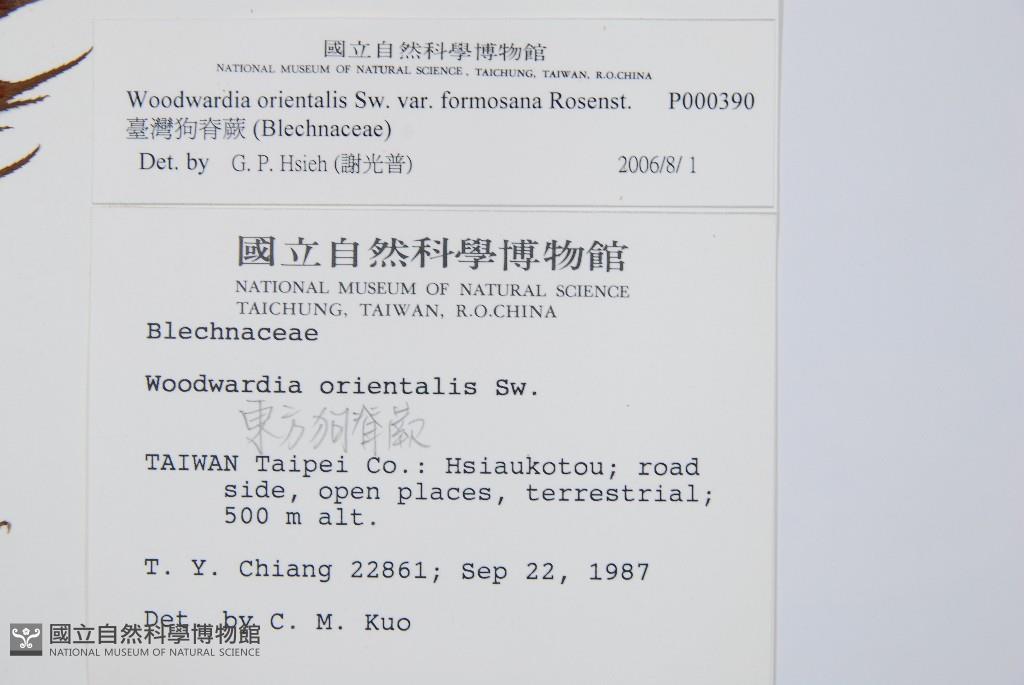 國立自然科學博物館
NATIONAL MUSEUM OF NATURAL SCIENCE, TAICHUNG, TAIWAN, R.O.CHINA
Woodwardia orientalis Sw. var. formosana Rosenst. P000390
臺灣狗脊蕨 (Blechnaceae)
Det. by G. P. Hsieh (謝光普) 2006/8/ 1
國立自然科學博物館
NATIONAL MUSEUM OF NATURAL SCIENCE
TAICHUNG, TAIWAN, R.O.CHINA
Blechnaceae
Woodwardia orientalis Sw.
東方狗脊蕨
TAIWAN Taipei Co.: Hsiaukotou; road
side, open places, terrestrial;
500 m alt.
T. Y. Chiang 22861; Sep 22, 1987
Det. by C. M. Kuo
國立自然科學博物館
NATIONAL MUSEUM OF NATURAL SCIENCE